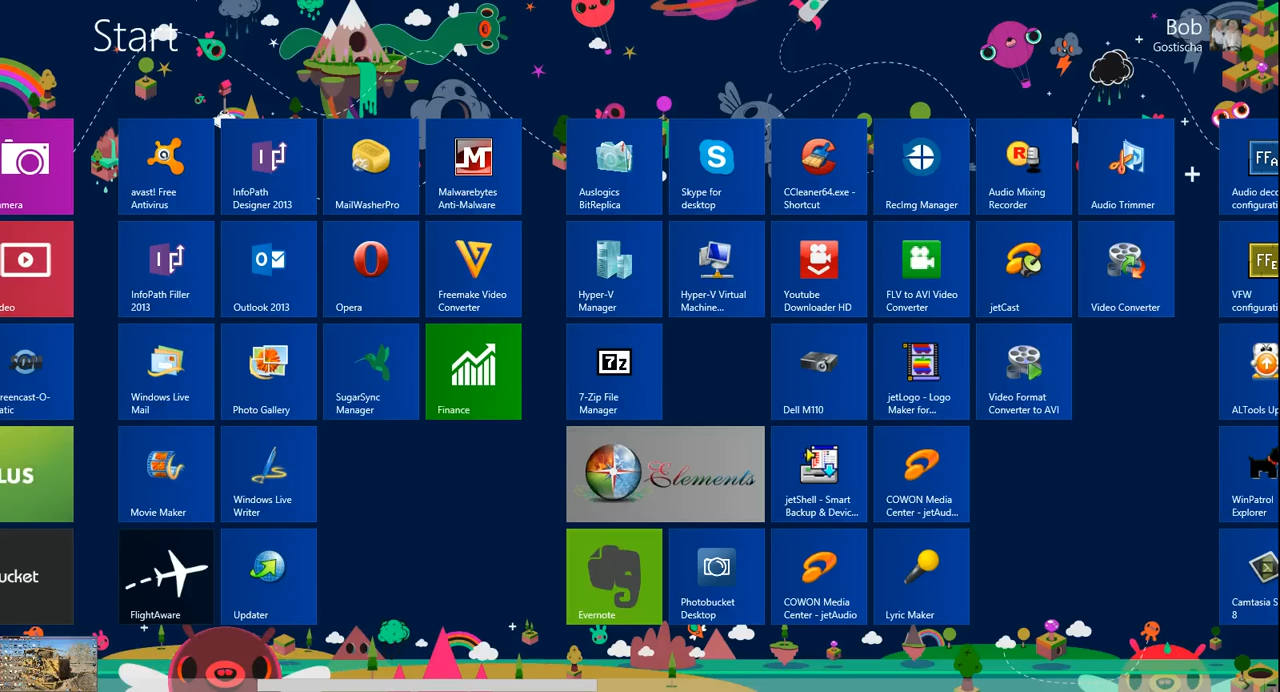 Start
Bob
Gostischa
amera
avast! Free
Antivirus
InfoPath
Designer 2013
MailWasherPro
Malwarebytes
Anti-Malware
Auslogics
BitReplica
Skype for
desktop
CCleaner64.exe -
Shortcut
RecImg Manager
Audio Mixing
Recorder
Audio Trimmer
Audio deco
configurati
deo
InfoPath Filler
2013
Outlook 2013
Opera
Freemake Video
Converter
Hyper-V
Manager
Hyper-V Virtual
Machine...
Youtube
Downloader HD
FLV to AVI Video
Converter
jetCast
Video Converter
VFW
configurati
creencast-O-
atic
Windows Live
Mail
Photo Gallery
SugarSync
Manager
Finance
7z
7-Zip File
Manager
Dell M110
jetLogo - Logo
Maker for...
Video Format
Converter to AVI
ALTools Up
LUS
Movie Maker
Windows Live
Writer
Elements
jetShell - Smart
Backup & Devic...
COWON Media
Center - jetAud...
WinPatrol
Explorer
ucket
FlightAware
Updater
Evernote
Photobucket
Desktop
COWON Media
Center - jetAudio
Lyric Maker
Camtasia S
8